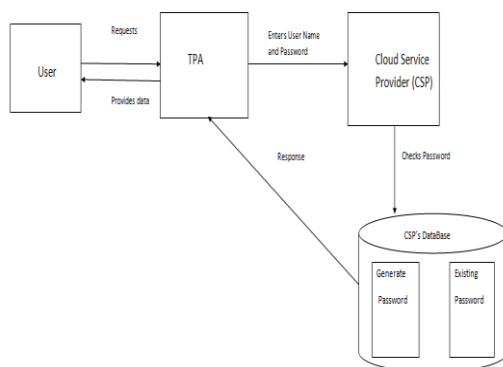 Requests
User
Provides data
TPA
Enters User Name
and Password
Cloud Service
Provider (CSP)
Response
Checks Password
CSP's DataBase
Generate
Password
Existing
Password